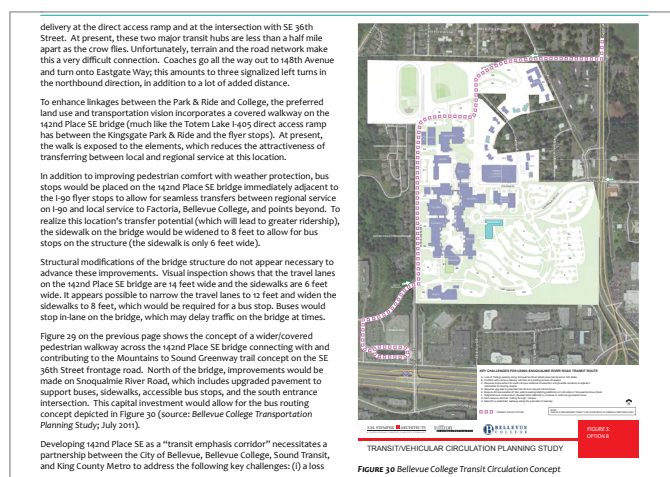 delivery at the direct access ramp and at the intersection with SE 36th
Street. At present, these two major transit hubs are less than a half mile
apart as the crow flies. Unfortunately, terrain and the road network make
this a very difficult connection. Coaches go all the way out to 148th Avenue
and turn onto Eastgate Way; this amounts to three signalized left turns in
the northbound direction, in addition to a lot of added distance.
To enhance linkages between the Park & Ride and College, the preferred
land use and transportation vision incorporates a covered walkway on the
142nd Place SE bridge (much like the Totem Lake I-405 direct access ramp
has between the Kingsgate Park & Ride and the flyer stops). At present,
the walk is exposed to the elements, which reduces the attractiveness of
transferring between local and regional service at this location.
In addition to improving pedestrian comfort with weather protection, bus
stops would be placed on the 142nd Place SE bridge immediately adjacent to
the I-90 flyer stops to allow for seamless transfers between regional service
on I-90 and local service to Factoria, Bellevue College, and points beyond. To
realize this location's transfer potential (which will lead to greater ridership),
the sidewalk on the bridge would be widened to 8 feet to allow for bus
stops on the structure (the sidewalk is only 6 feet wide).
Structural modifications of the bridge structure do not appear necessary to
advance these improvements. Visual inspection shows that the travel lanes
on the 142nd Place SE bridge are 14 feet wide and the sidewalks are 6 feet
wide. It appears possible to narrow the travel lanes to 12 feet and widen the
sidewalks to 8 feet, which would be required for a bus stop. Buses would
stop in-lane on the bridge, which may delay traffic on the bridge at times.
Figure 29 on the previous page shows the concept of a wider/covered
pedestrian walkway across the 142nd Place SE bridge connecting with and
contributing to the Mountains to Sound Greenway trail concept on the SE
36th Street frontage road. North of the bridge, improvements would be
made on Snoqualmie River Road, which includes upgraded pavement to
support buses, sidewalks, accessible bus stops, and the south entrance
intersection. This capital investment would allow for the bus routing
concept depicted in Figure 30 (source: Bellevue College Transportation
Planning Study; July 2011).
Developing 142nd Place SE as a "transit emphasis corridor" necessitates a
partnership between the City of Bellevue, Bellevue College, Sound Transit,
and King County Metro to address the following key challenges: (i) a loss
KEY CHALLENGES FOR USING SNOQUALMIE RIVER ROAD TRANSIT ROUTE
BELLEVUE
COLLEGE
TRANSIT/VEHICULAR CIRCULATION PLANNING STUDY
FIGURE 5:
OPTION B
FIGURE 30 Bellevue College Transit Circulation Concept